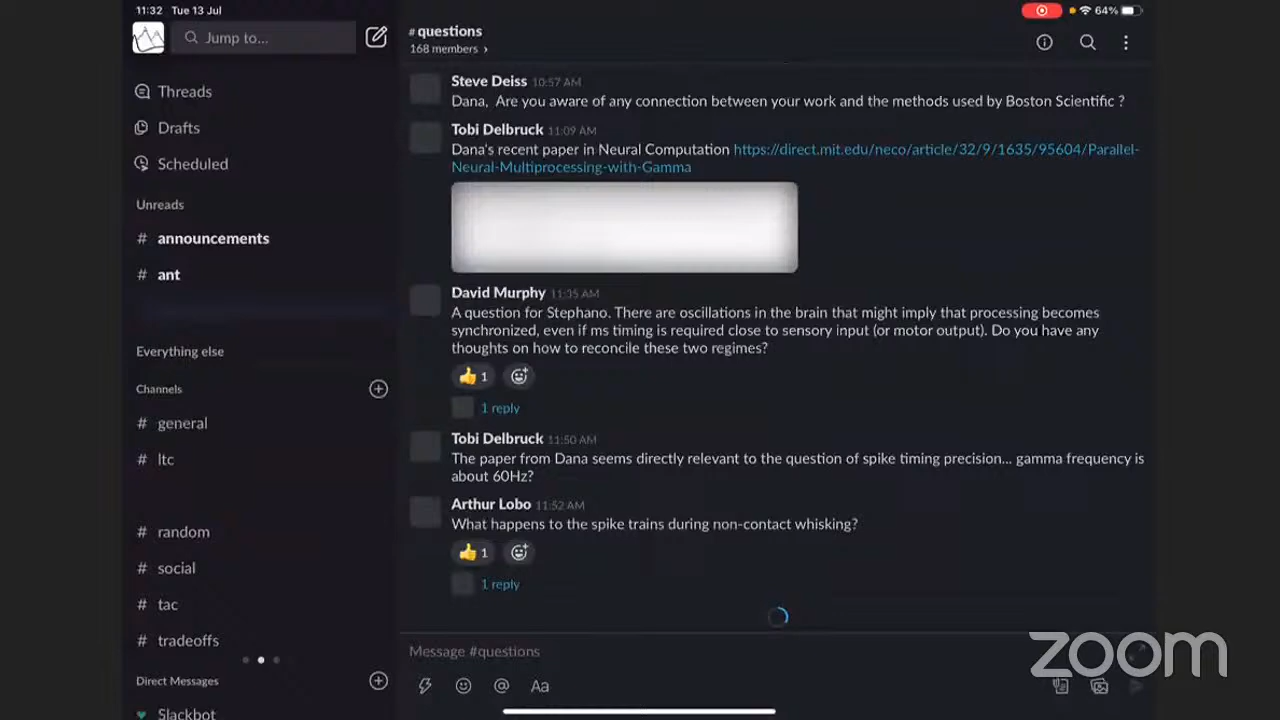 11:32 Tue 13 Jul
64%
Jump to...
Threads
Drafts
Scheduled
Unreads
# announcements
# ant
Everything else
Channels
# general
# ltc
# random
# social
# tac
# tradeoffs
Direct Messages
Slackbot
# questions
168 members ›
Steve Deiss 10:57 AM
Dana, Are you aware of any connection between your work and the methods used by Boston Scientific ?
Tobi Delbruck 11:09 AM
Dana's recent paper in Neural Computation https://direct.mit.edu/neco/article/32/9/1635/95604/Parallel-
Neural-Multiprocessing-with-Gamma
David Murphy 11:35 AM
A question for Stephano. There are oscillations in the brain that might imply that processing becomes
synchronized, even if ms timing is required close to sensory input (or motor output). Do you have any
thoughts on how to reconcile these two regimes?
👍 1
1 reply
Tobi Delbruck 11:50 AM
The paper from Dana seems directly relevant to the question of spike timing precision... gamma frequency is
about 60Hz?
Arthur Lobo 11:52 AM
What happens to the spike trains during non-contact whisking?
👍 1
1 reply
Message #questions
@ Aa
zoom